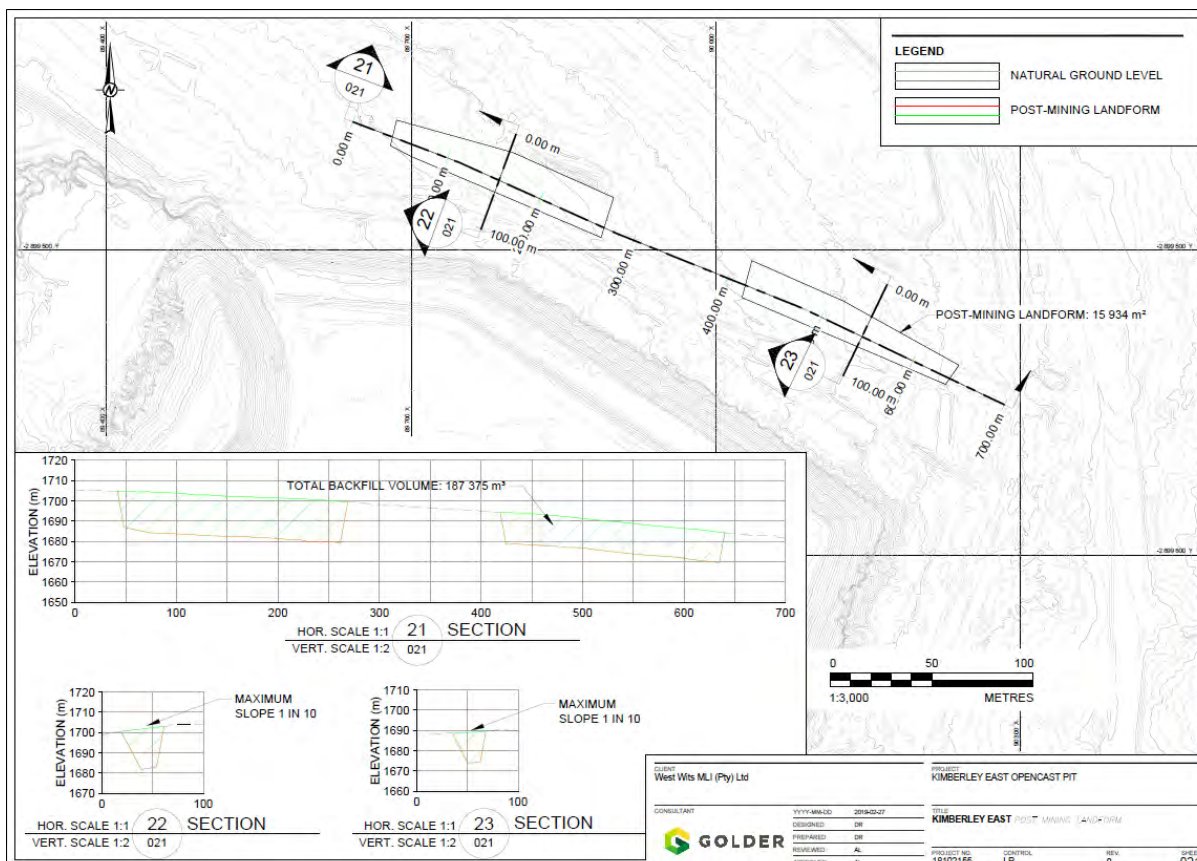 LEGEND
NATURAL GROUND LEVEL
POST-MINING LANDFORM
N
21
021
0.00 m
0.00 m
22
021
100.00 m
300.00 m
400.00 m
0.00 m
POST-MINING LANDFORM: 15 934 m²
23
021
100.00 m
700.00 m
1720
1710
1700
1690
1680
1670
1660
1650
ELEVATION (m)
TOTAL BACKFILL VOLUME: 187 375 m³
0 100 200 300 400 500 600 700
HOR. SCALE 1:1 21 SECTION
VERT. SCALE 1:2 021
0 50 100
1:3,000 METRES
1720
1710
1700
1690
1680
1670
1660
ELEVATION (m)
MAXIMUM
SLOPE 1 IN 10
0 100
HOR. SCALE 1:1 22 SECTION
VERT. SCALE 1:2 021
1710
1700
1690
1680
1670
1660
ELEVATION (m)
MAXIMUM
SLOPE 1 IN 10
0 100
HOR. SCALE 1:1 23 SECTION
VERT. SCALE 1:2 021
CLIENT
West Wits MLI (Pty) Ltd
PROJECT
KIMBERLEY EAST OPENCAST PIT
CONSULTANT
GOLDER
YYYY-MM-DD 2019-02-27
DESIGNED DR
PREPARED DR
REVIEWED AL
TITLE
KIMBERLEY EAST POST MINING LANDFORM
PROJECT NO. CONTROL REV.